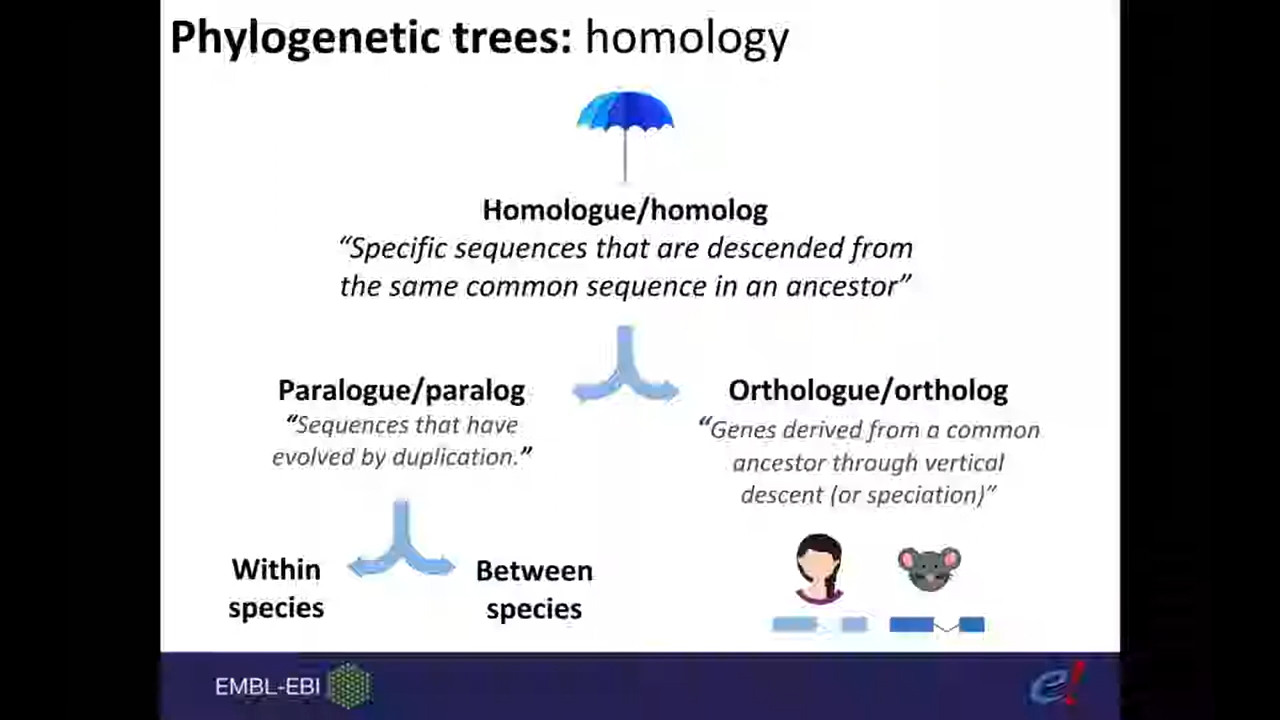 Phylogenetic trees: homology
Homologue/homolog
“Specific sequences that are descended from
the same common sequence in an ancestor”
Paralogue/paralog
“Sequences that have
evolved by duplication.”
Orthologue/ortholog
“Genes derived from a common
ancestor through vertical
descent (or speciation)”
Within
species
Between
species
EMBL-EBI
e!